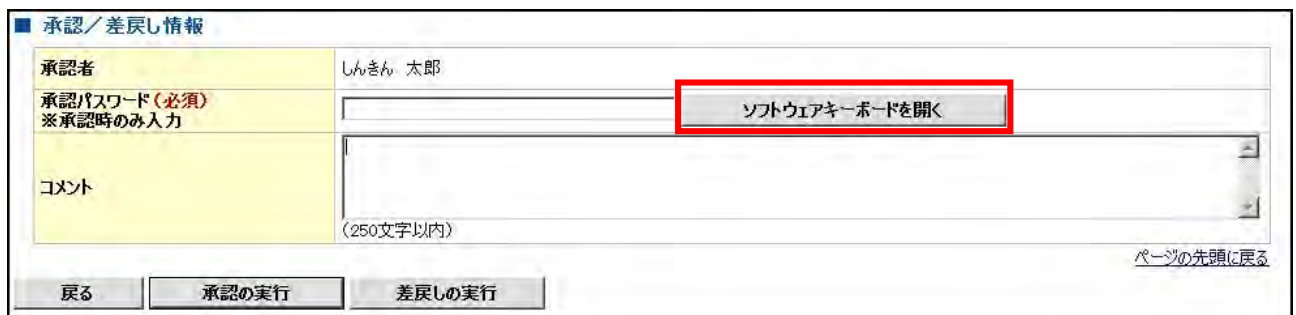 ■ 承認／差戻し情報
承認者
しんきん 太郎
承認パスワード(必須)
※承認時のみ入力
ソフトウェアキーボードを開く
コメント
(250文字以内)
ページの先頭に戻る
戻る 承認の実行 差戻しの実行